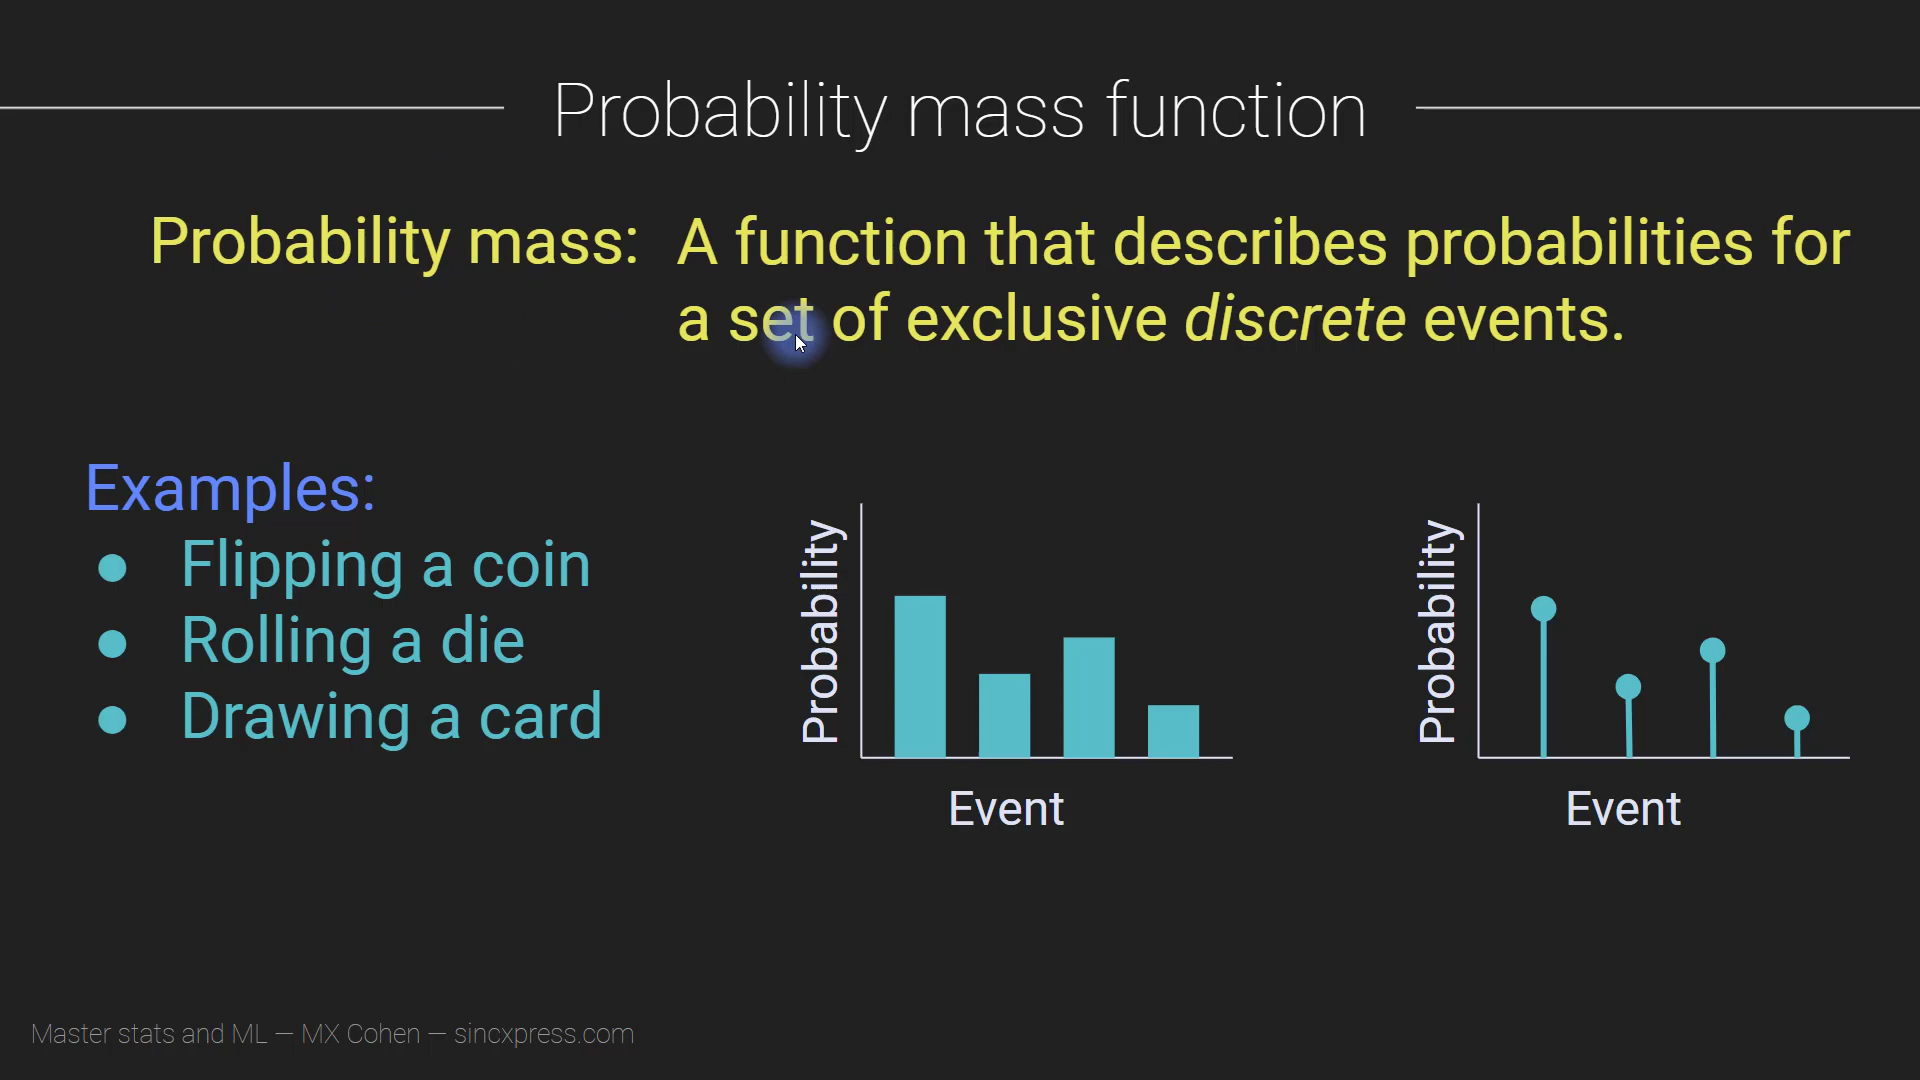 Probability mass function
Probability mass: A function that describes probabilities for
a set of exclusive discrete events.
Examples:
● Flipping a coin
● Rolling a die
● Drawing a card
Probability
Event
Probability
Event
Master stats and ML — MX Cohen — sincxpress.com